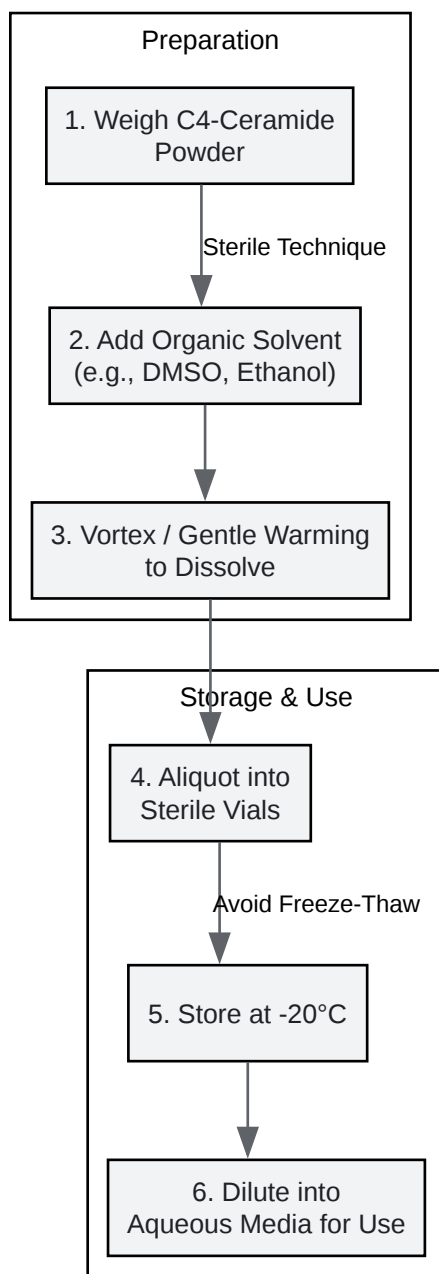 Preparation
1. Weigh C4-Ceramide
Powder
Sterile Technique
2. Add Organic Solvent
(e.g., DMSO, Ethanol)
3. Vortex / Gentle Warming
to Dissolve
Storage & Use
4. Aliquot into
Sterile Vials
Avoid Freeze-Thaw
5. Store at -20°C
6. Dilute into
Aqueous Media for Use